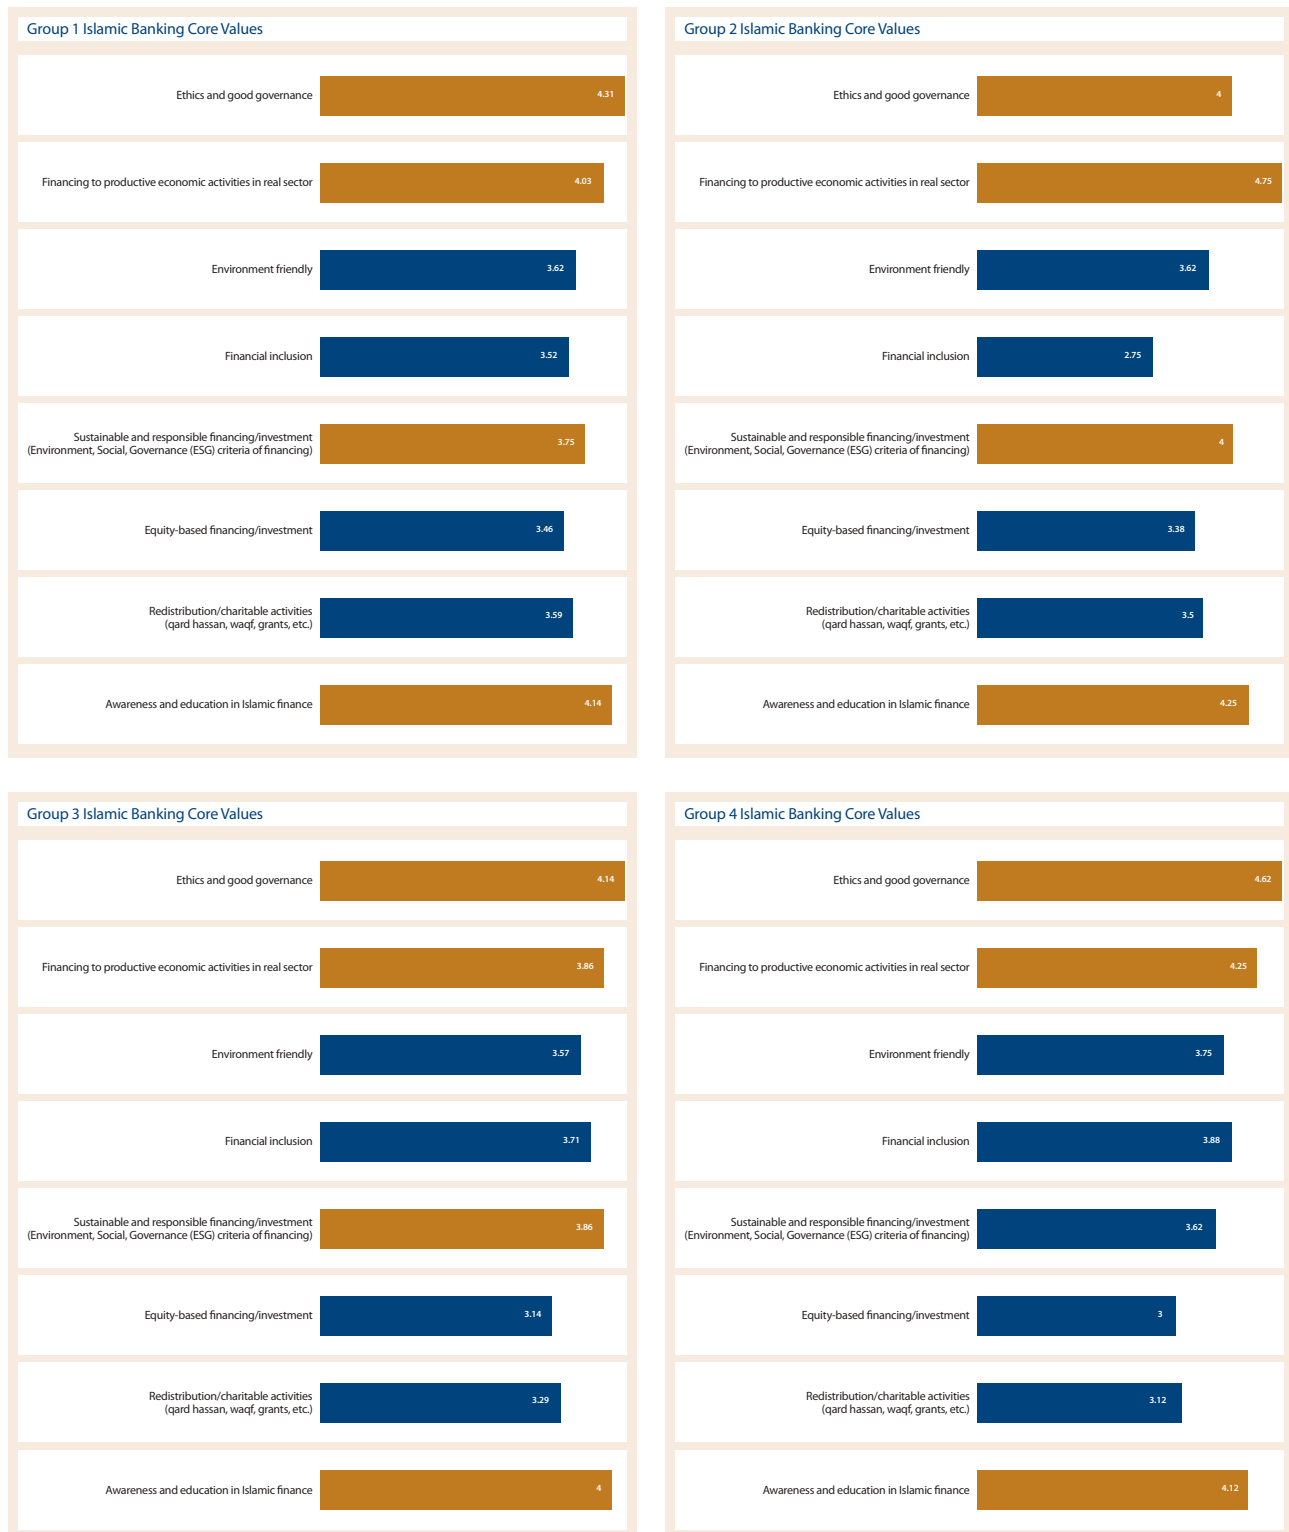 Group 1 Islamic Banking Core Values
Ethics and good governance 4.31
Financing to productive economic activities in real sector 4.03
Environment friendly 3.62
Financial inclusion 3.52
Sustainable and responsible financing/investment
(Environment, Social, Governance (ESG) criteria of financing) 3.75
Equity-based financing/investment 3.46
Redistribution/charitable activities
(qard hassan, waqf, grants, etc.) 3.59
Awareness and education in Islamic finance 4.14
Group 2 Islamic Banking Core Values
Ethics and good governance 4
Financing to productive economic activities in real sector 4.75
Environment friendly 3.62
Financial inclusion 2.75
Sustainable and responsible financing/investment
(Environment, Social, Governance (ESG) criteria of financing) 4
Equity-based financing/investment 3.38
Redistribution/charitable activities
(qard hassan, waqf, grants, etc.) 3.5
Awareness and education in Islamic finance 4.25
Group 3 Islamic Banking Core Values
Ethics and good governance 4.14
Financing to productive economic activities in real sector 3.86
Environment friendly 3.57
Financial inclusion 3.71
Sustainable and responsible financing/investment
(Environment, Social, Governance (ESG) criteria of financing) 3.86
Equity-based financing/investment 3.14
Redistribution/charitable activities
(qard hassan, waqf, grants, etc.) 3.29
Awareness and education in Islamic finance 4
Group 4 Islamic Banking Core Values
Ethics and good governance 4.62
Financing to productive economic activities in real sector 4.25
Environment friendly 3.75
Financial inclusion 3.88
Sustainable and responsible financing/investment
(Environment, Social, Governance (ESG) criteria of financing) 3.62
Equity-based financing/investment 3
Redistribution/charitable activities
(qard hassan, waqf, grants, etc.) 3.12
Awareness and education in Islamic finance 4.12